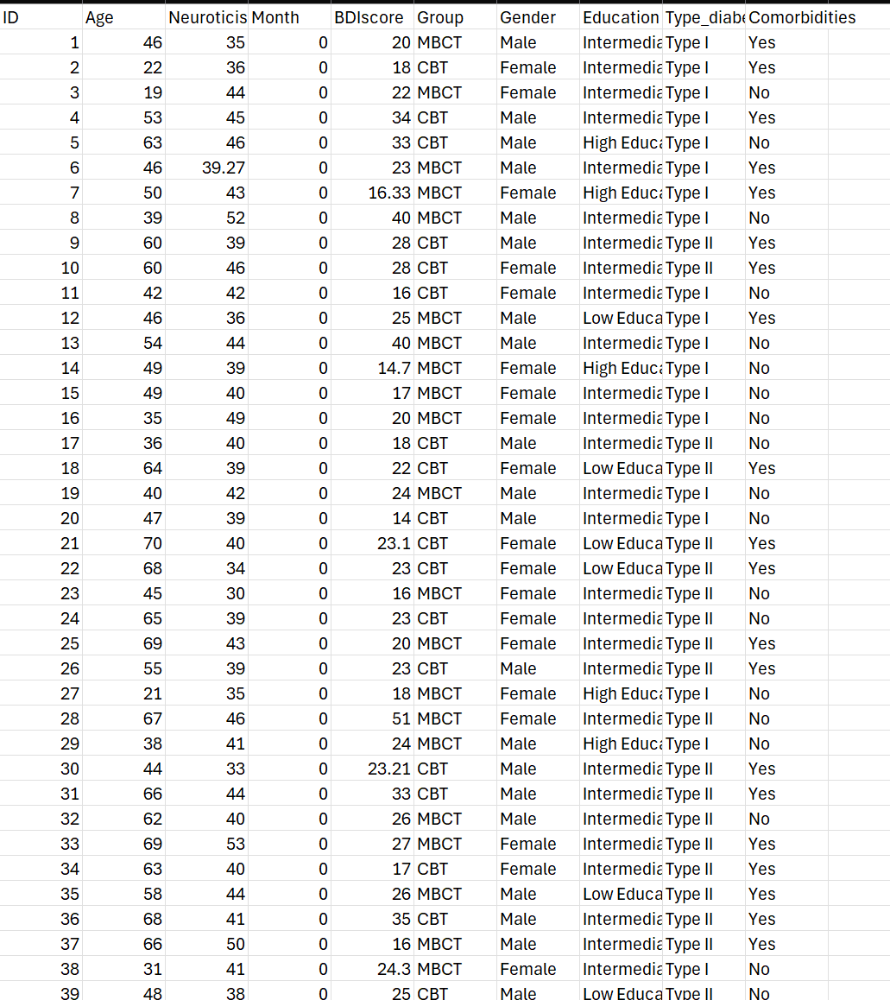 ID Age Neuroticis Month BDIscore Group Gender Education Type_diabe Comorbidities
1 46 35 0 20 MBCT Male Intermedia Type I Yes
2 22 36 0 18 CBT Female Intermedia Type I Yes
3 19 44 0 22 MBCT Female Intermedia Type I No
4 53 45 0 34 CBT Male Intermedia Type I Yes
5 63 46 0 33 CBT Male High Educa Type I No
6 46 39.27 0 23 MBCT Male Intermedia Type I Yes
7 50 43 0 16.33 MBCT Female High Educa Type I Yes
8 39 52 0 40 MBCT Male Intermedia Type I No
9 60 39 0 28 CBT Male Intermedia Type II Yes
10 60 46 0 28 CBT Female Intermedia Type II Yes
11 42 42 0 16 CBT Female Intermedia Type I No
12 46 36 0 25 MBCT Male Low Educa Type I Yes
13 54 44 0 40 MBCT Male Intermedia Type I No
14 49 39 0 14.7 MBCT Female High Educa Type I No
15 49 40 0 17 MBCT Female Intermedia Type I No
16 35 49 0 20 MBCT Female Intermedia Type I No
17 36 40 0 18 CBT Male Intermedia Type II No
18 64 39 0 22 CBT Female Low Educa Type II Yes
19 40 42 0 24 MBCT Male Intermedia Type I No
20 47 39 0 14 CBT Male Intermedia Type I No
21 70 40 0 23.1 CBT Female Low Educa Type II Yes
22 68 34 0 23 CBT Female Low Educa Type II Yes
23 45 30 0 16 MBCT Female Intermedia Type II No
24 65 39 0 23 CBT Female Intermedia Type II No
25 69 43 0 20 MBCT Female Intermedia Type II Yes
26 55 39 0 23 CBT Male Intermedia Type II Yes
27 21 35 0 18 MBCT Female High Educa Type I No
28 67 46 0 51 MBCT Female Intermedia Type II No
29 38 41 0 24 MBCT Male High Educa Type I No
30 44 33 0 23.21 CBT Male Intermedia Type II Yes
31 66 44 0 33 CBT Male Intermedia Type II Yes
32 62 40 0 26 MBCT Male Intermedia Type II No
33 69 53 0 27 MBCT Female Intermedia Type II Yes
34 63 40 0 17 CBT Female Intermedia Type II Yes
35 58 44 0 26 MBCT Male Low Educa Type II Yes
36 68 41 0 35 CBT Male Intermedia Type II Yes
37 66 50 0 16 MBCT Male Intermedia Type II Yes
38 31 41 0 24.3 MBCT Female Intermedia Type I No
39 48 38 0 25 CBT Male Low Educa Type II No